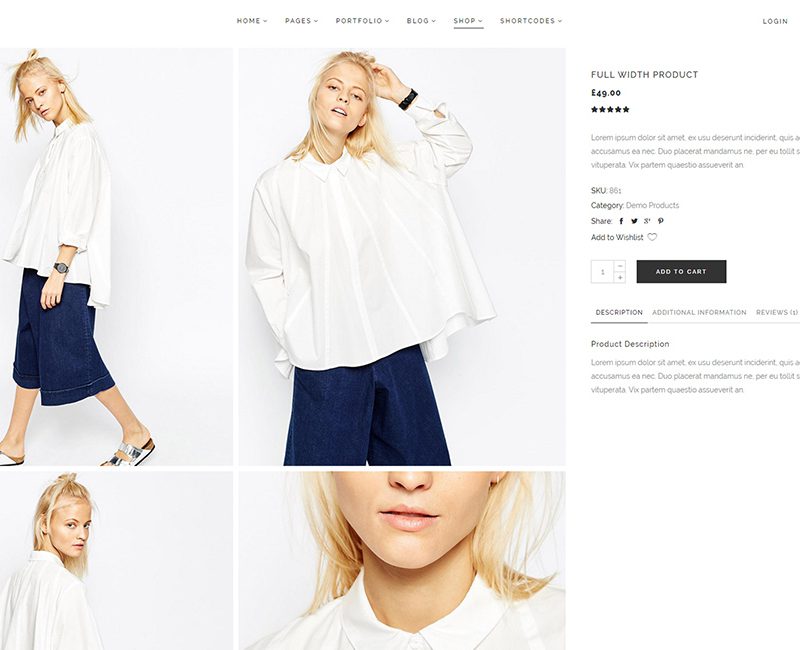 HOME PAGES PORTFOLIO BLOG SHOP SHORTCODES LOGIN
FULL WIDTH PRODUCT
£49.00
Lorem ipsum dolor sit amet, ex usu deserunt inciderint, quis a
accusamus ea nec. Duo placerat mandamus ne, per eu tollit s
vituperata. Vix partem quaestio assueverit an.
SKU: 861
Category: Demo Products
Share:
Add to Wishlist
1 ADD TO CART
DESCRIPTION ADDITIONAL INFORMATION REVIEWS (1)
Product Description
Lorem ipsum dolor sit amet, ex usu deserunt inciderint, quis a
accusamus ea nec. Duo placerat mandamus ne, per eu tollit s
vituperata. Vix partem quaestio assueverit an.